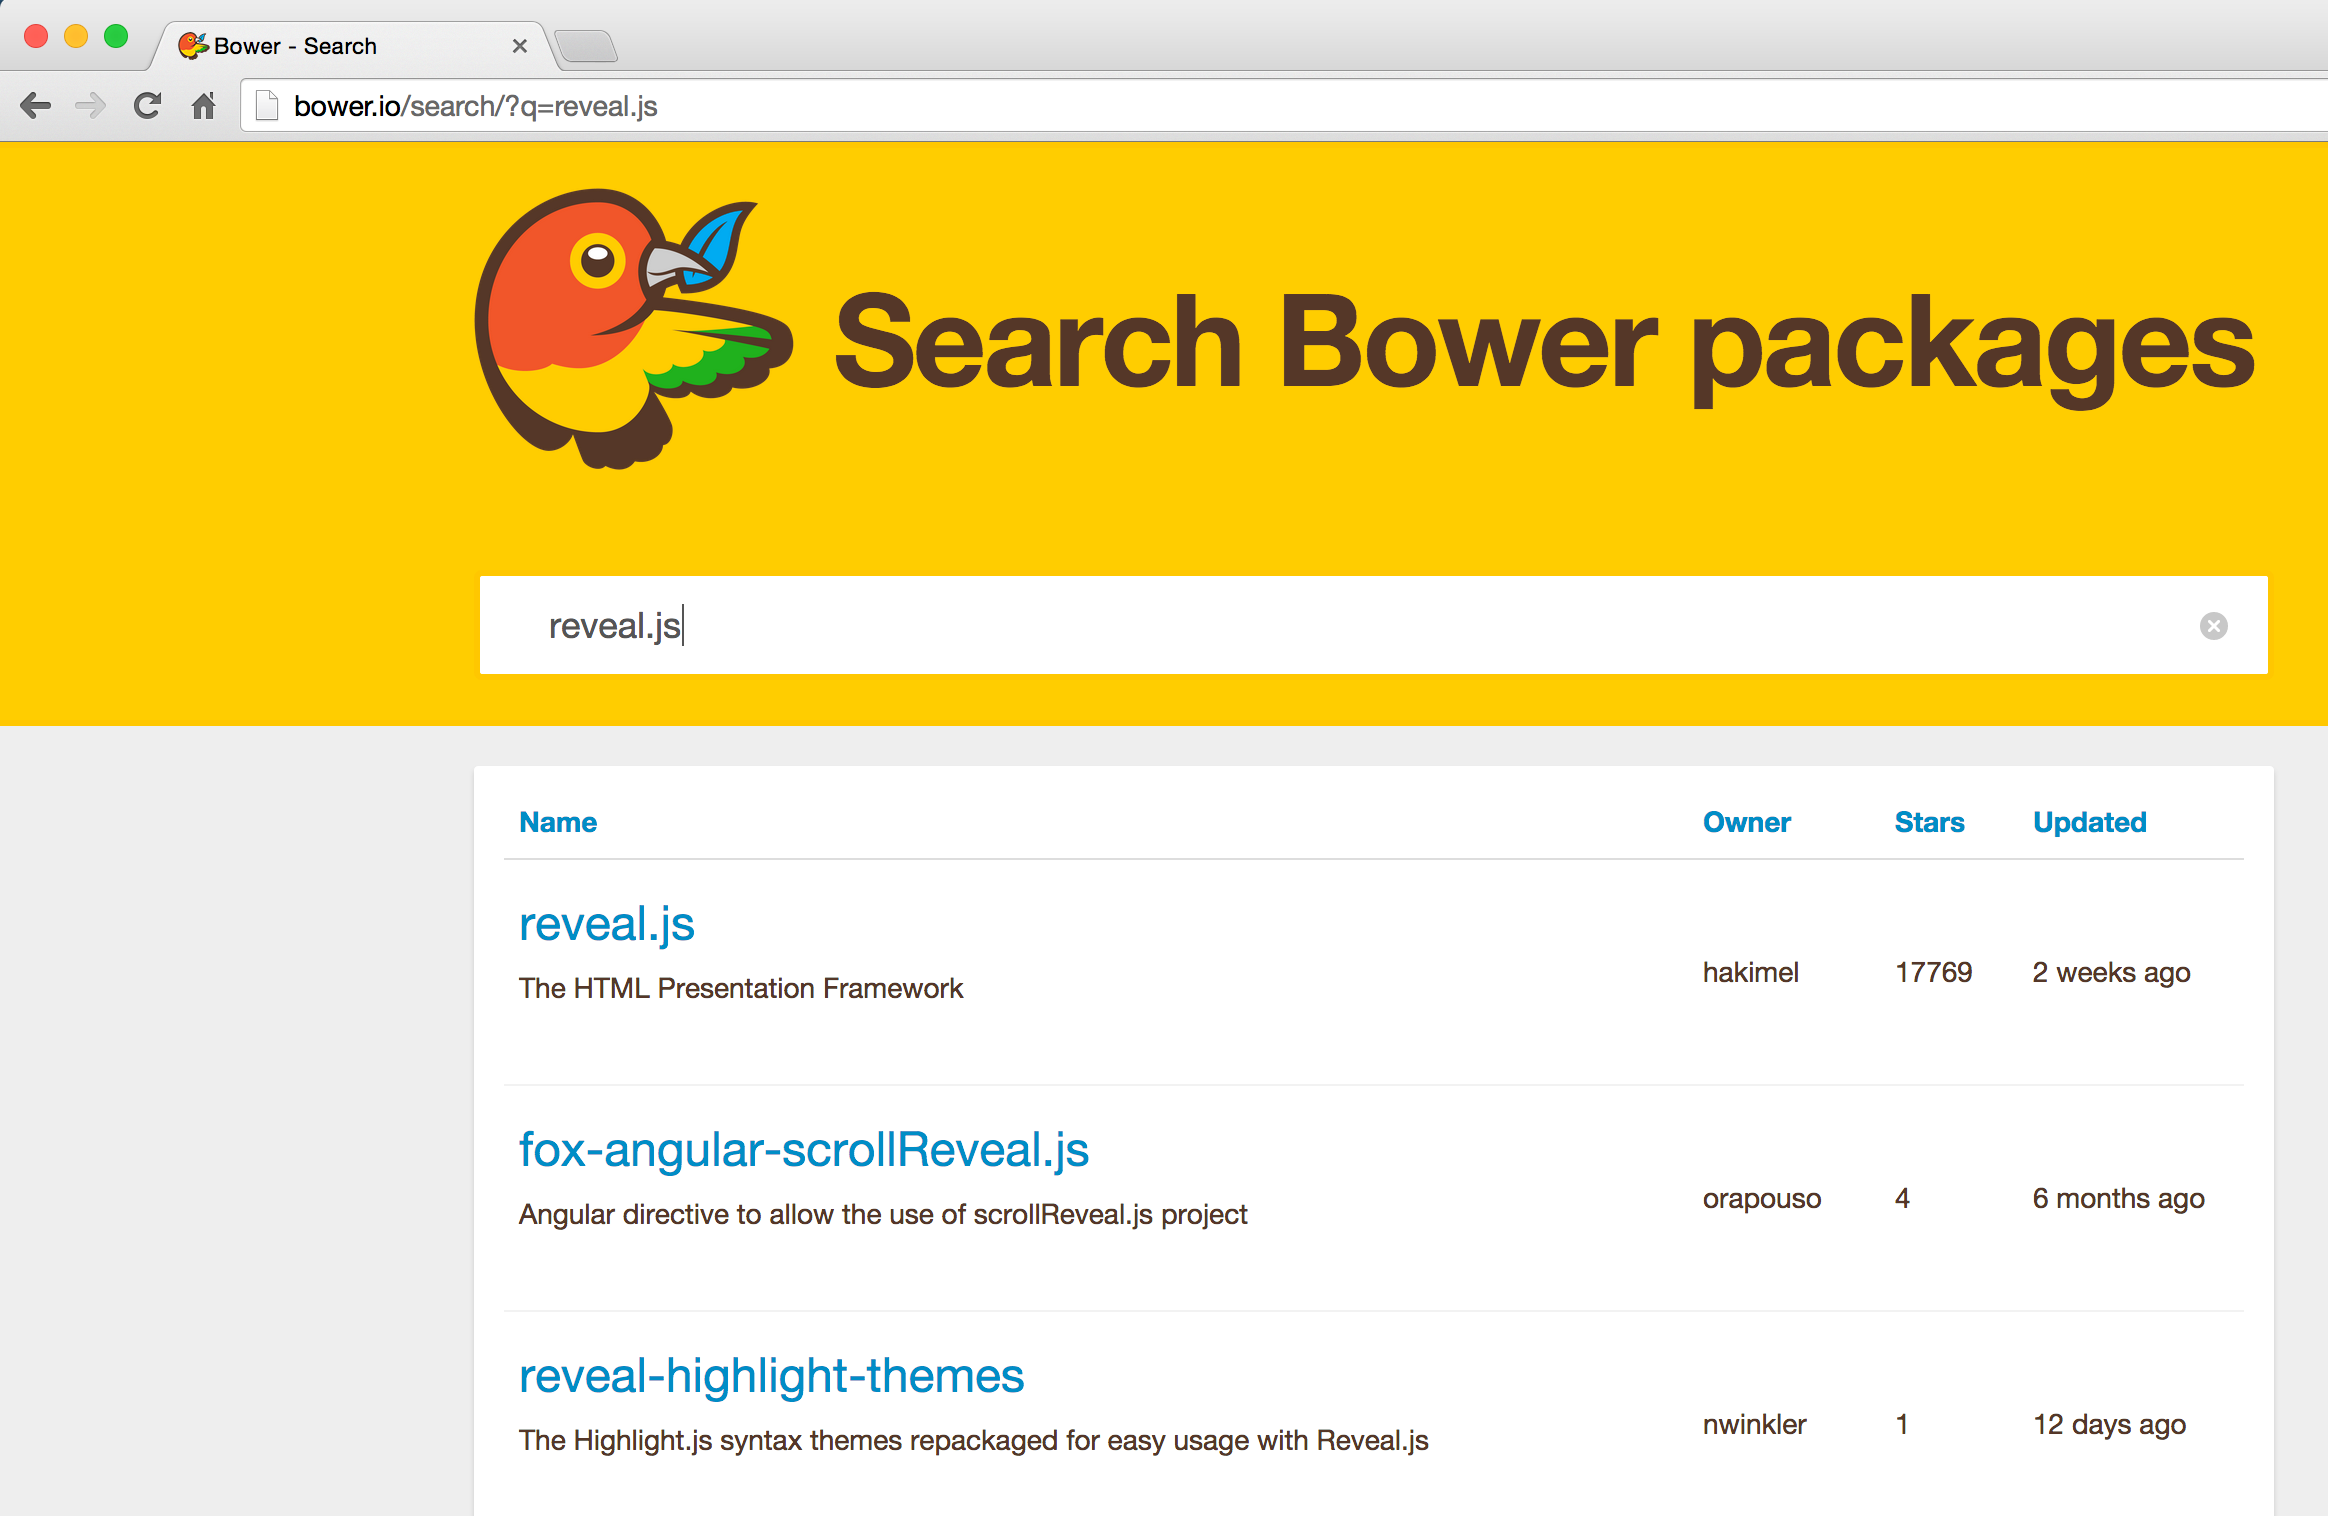 Bower - Search
bower.io/search/?q=reveal.js
Search Bower packages
reveal.js
Name Owner Stars Updated
reveal.js
The HTML Presentation Framework
hakimel 17769 2 weeks ago
fox-angular-scrollReveal.js
Angular directive to allow the use of scrollReveal.js project
orapouso 4 6 months ago
reveal-highlight-themes
The Highlight.js syntax themes repackaged for easy usage with Reveal.js
nwinkler 1 12 days ago